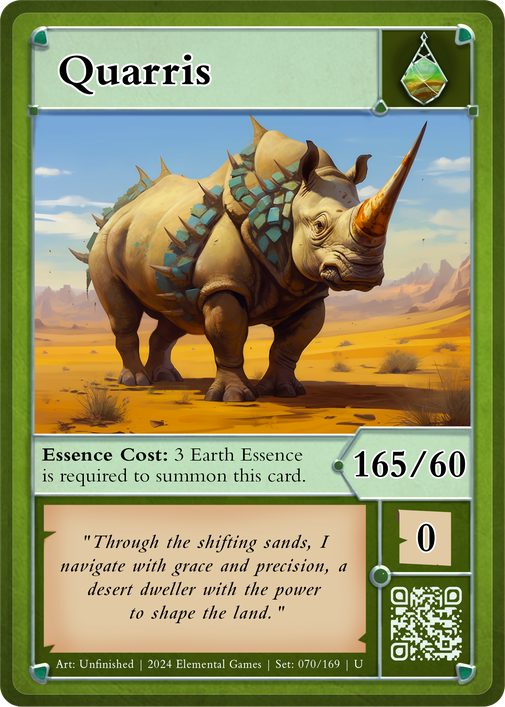 Quarris
Essence Cost: 3 Earth Essence
is required to summon this card.
165/60
"Through the shifting sands, I
navigate with grace and precision, a
desert dweller with the power
to shape the land."
0
Art: Unfinished | 2024 Elemental Games | Set: 070/169 | U